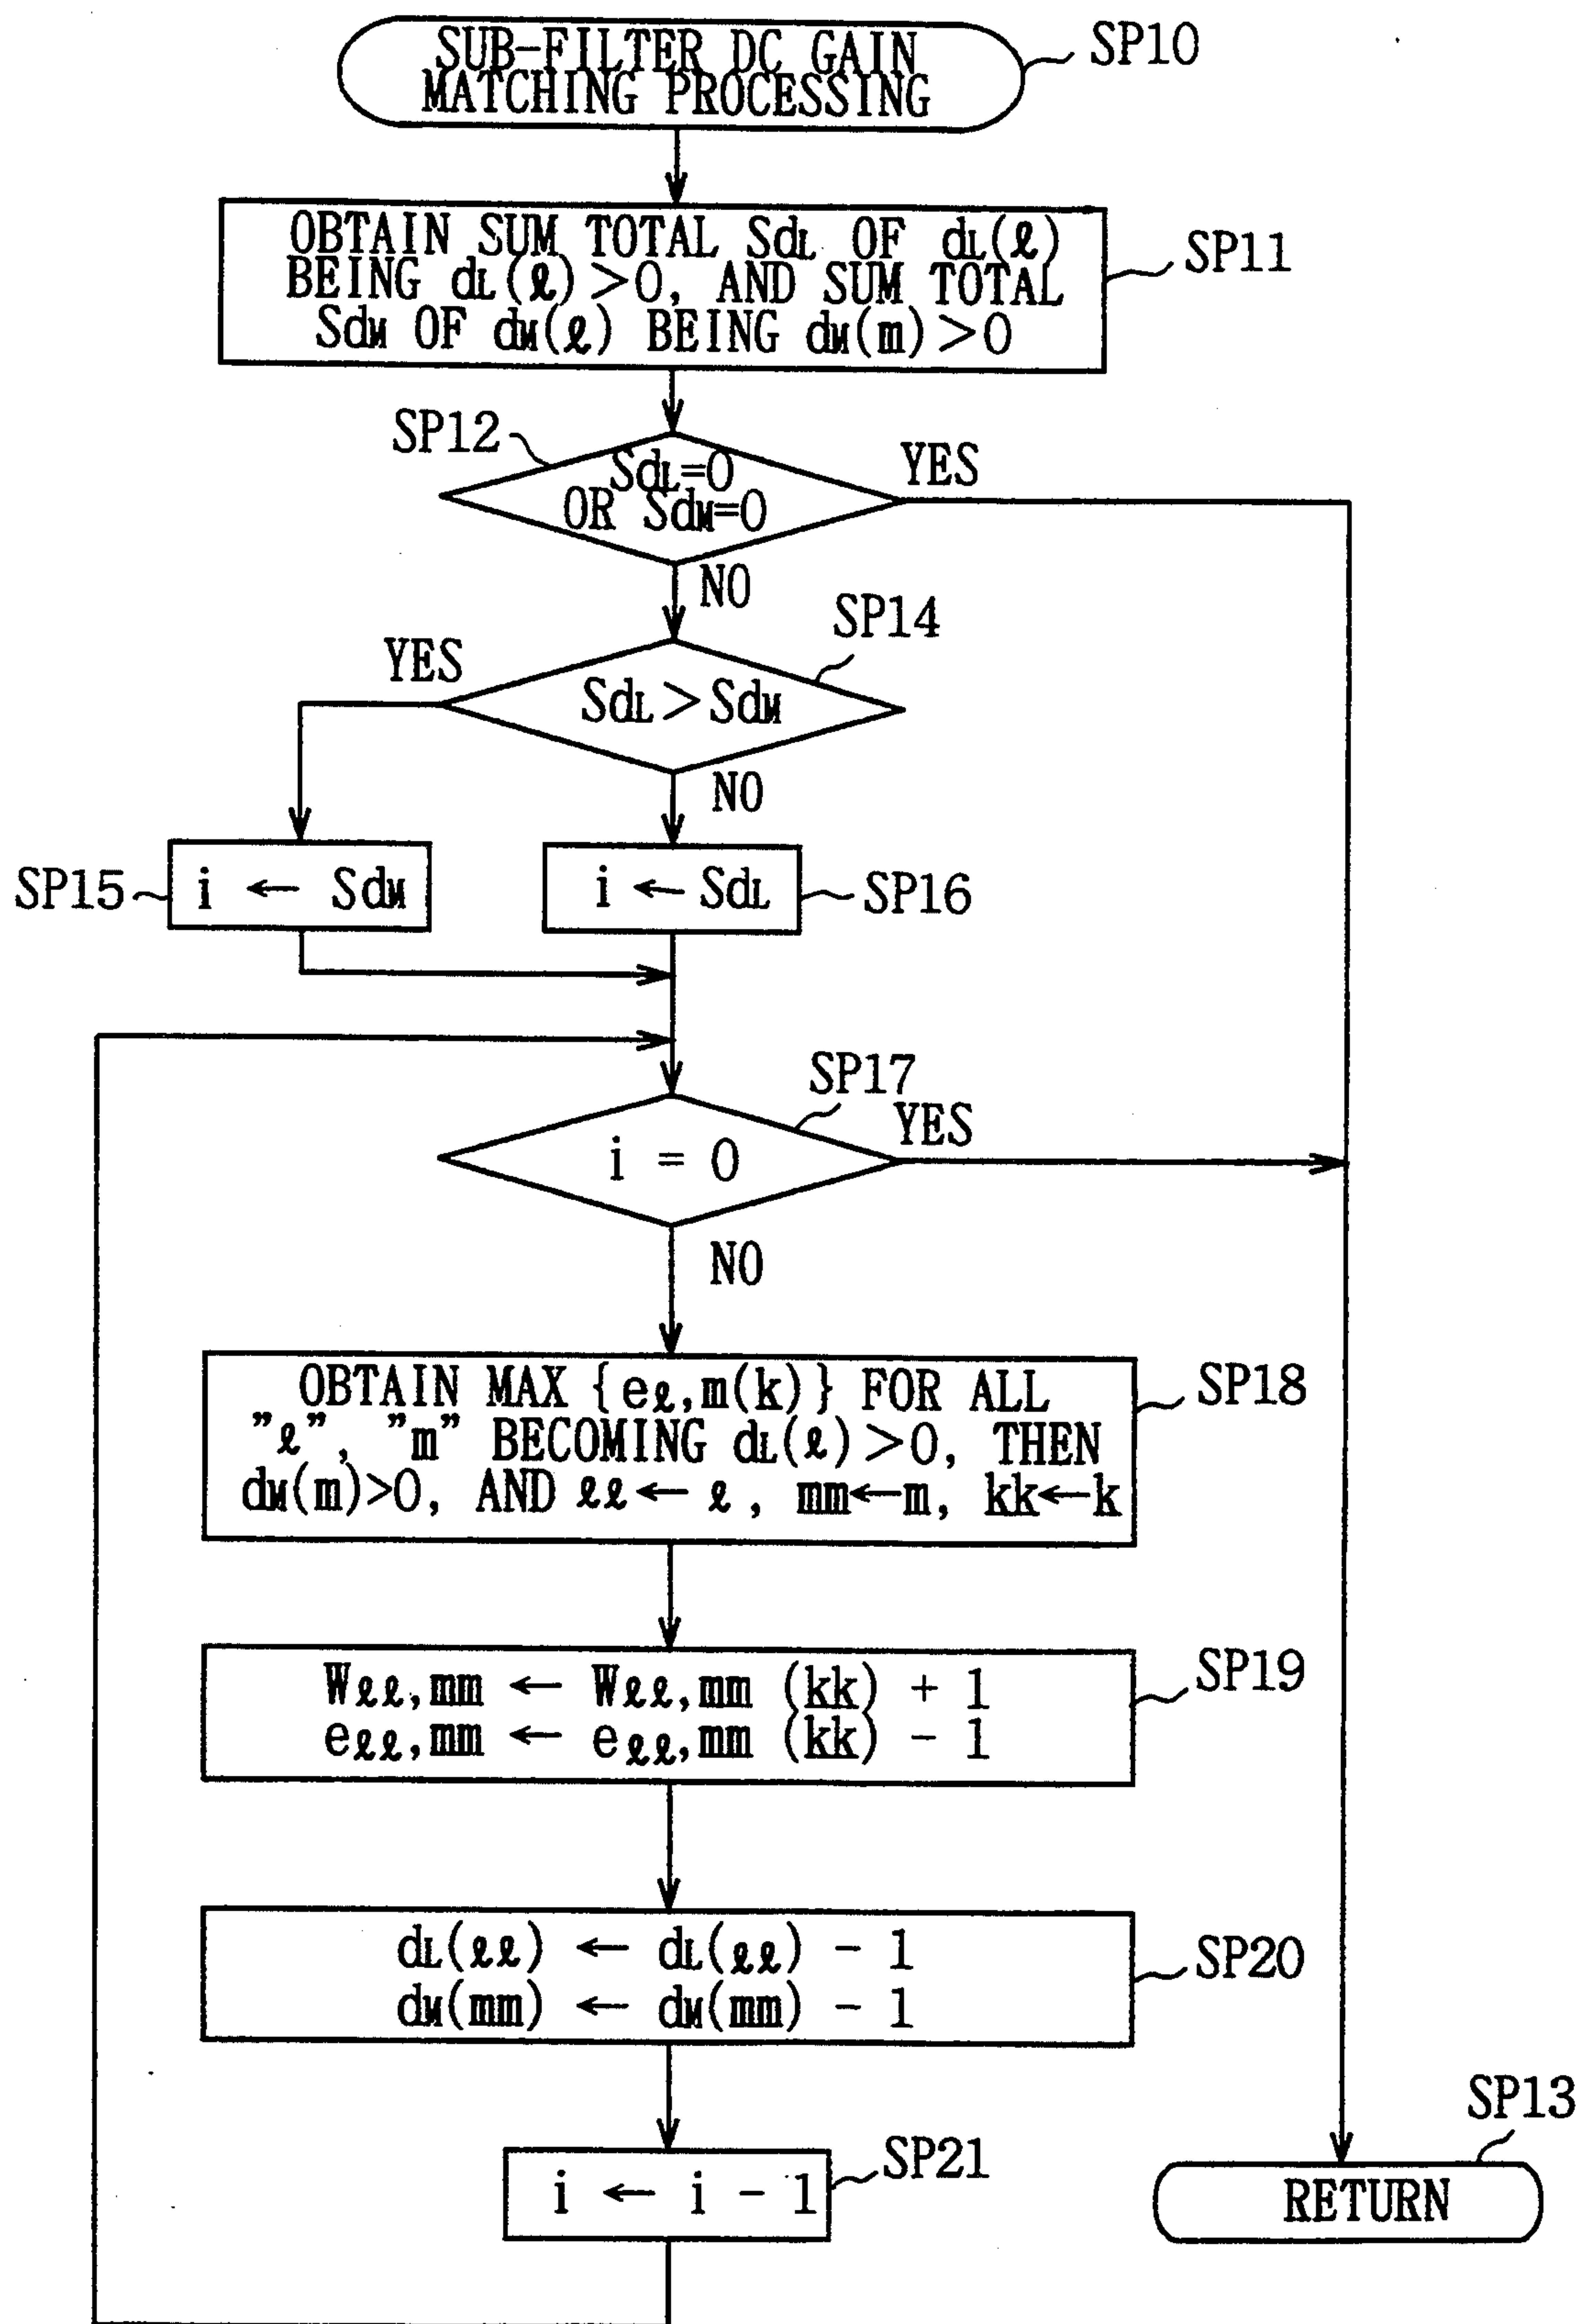 SUB-FILTER DC GAIN
MATCHING PROCESSING
SP10
OBTAIN SUM TOTAL SdL OF dL(ℓ)
BEING dL(ℓ)>0, AND SUM TOTAL
SdM OF dM(ℓ) BEING dM(m)>0
SP11
SP12
SdL=0
OR SdM=0
YES
NO
SP14
YES
SdL>SdM
NO
SP15
i ← SdM
i ← SdL
SP16
SP17
YES
i = 0
NO
OBTAIN MAX {eℓ,m(k)} FOR ALL
"ℓ", "m" BECOMING dL(ℓ)>0, THEN
dM(m)>0, AND ℓℓ← ℓ, mm←m, kk←k
SP18
Wℓℓ,mm ← Wℓℓ,mm (kk) + 1
eℓℓ,mm ← eℓℓ,mm (kk) - 1
SP19
dL(ℓℓ) ← dL(ℓℓ) - 1
dM(mm) ← dM(mm) - 1
SP20
SP13
SP21
i ← i - 1
RETURN